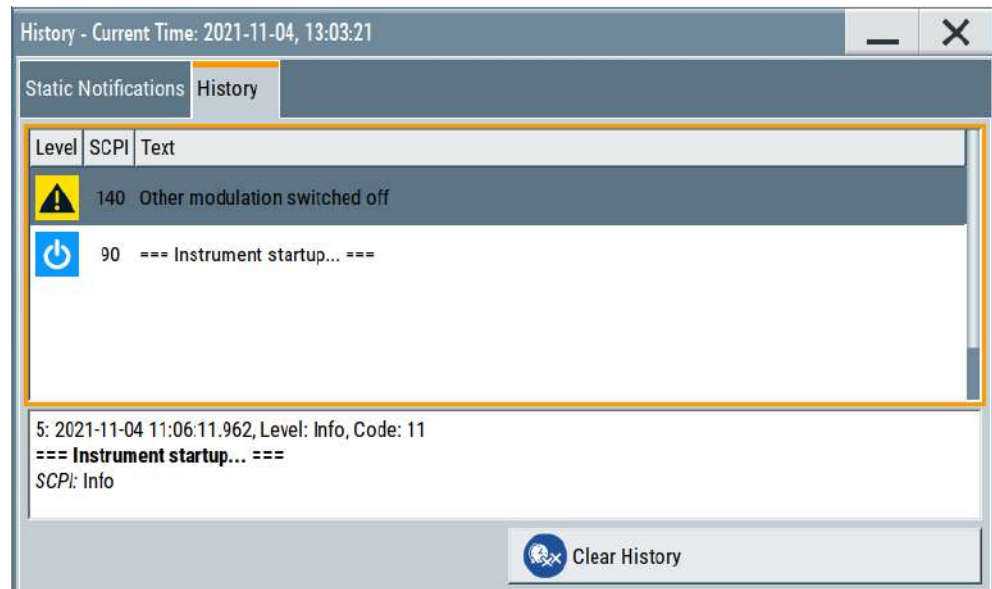 History - Current Time: 2021-11-04, 13:03:21
Static Notifications History
Level SCPI Text
140 Other modulation switched off
90 === Instrument startup... ===
5: 2021-11-04 11:06:11.962, Level: Info, Code: 11
=== Instrument startup... ===
SCPI: Info
Clear History